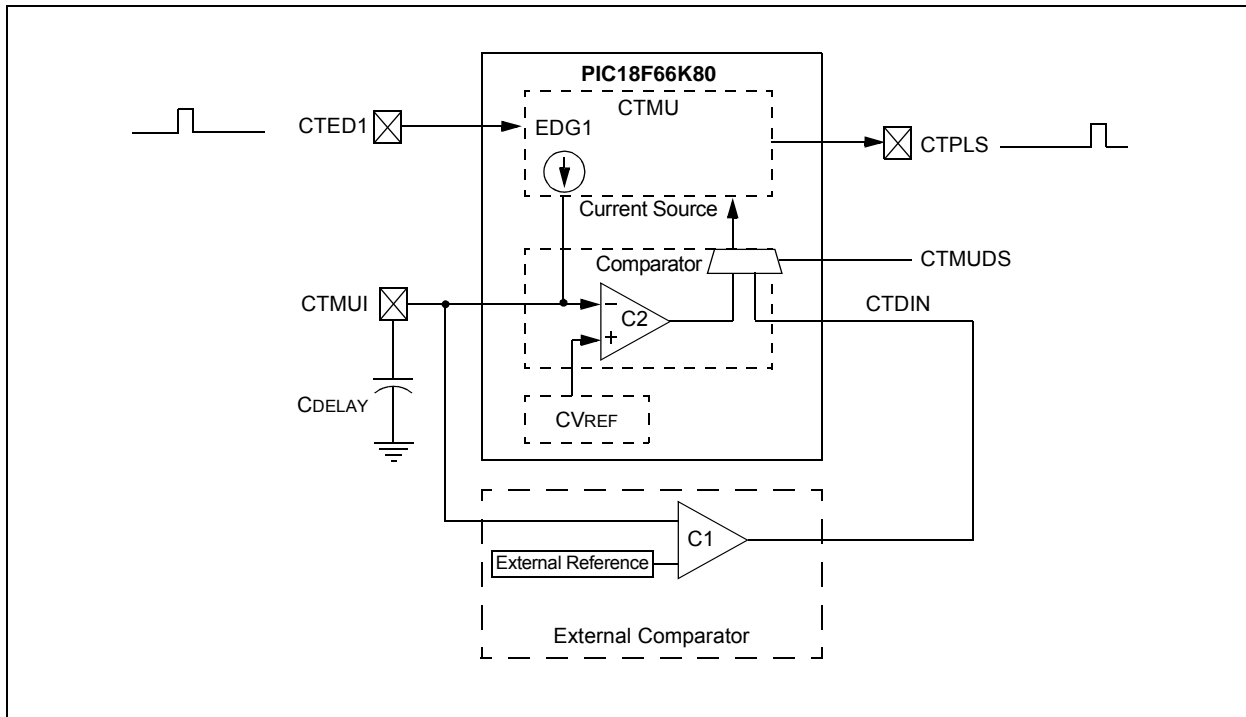 PIC18F66K80
CTMU
CTED1
EDG1
CTPLS
Current Source
Comparator
CTMUDS
CTMUI
–
C2
CTDIN
+
CDELAY
CVREF
C1
External Reference
External Comparator